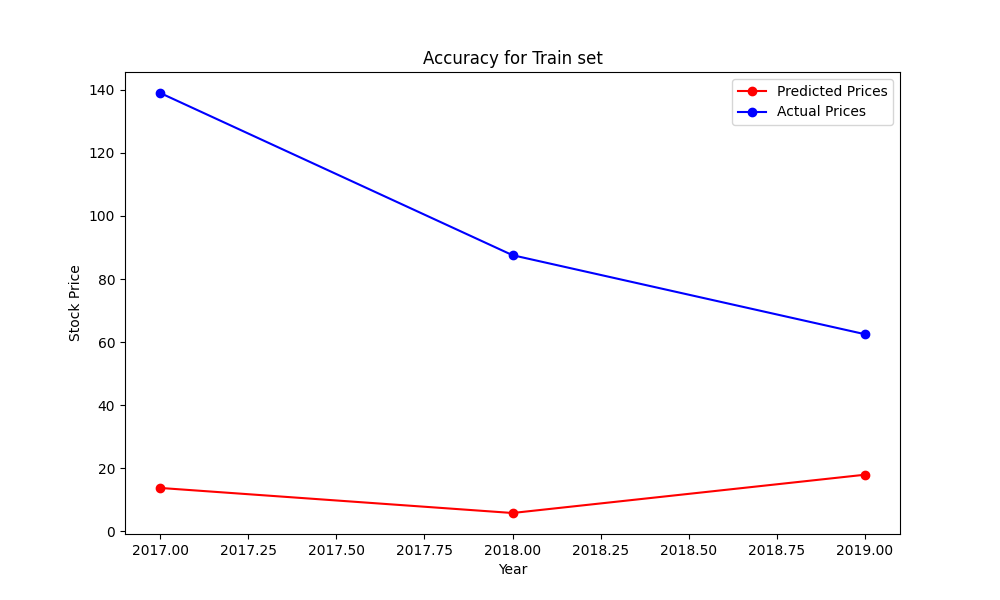 Accuracy for Train set
Predicted Prices
Actual Prices
140
120
100
80
60
40
20
0
Stock Price
2017.00 2017.25 2017.50 2017.75 2018.00 2018.25 2018.50 2018.75 2019.00
Year